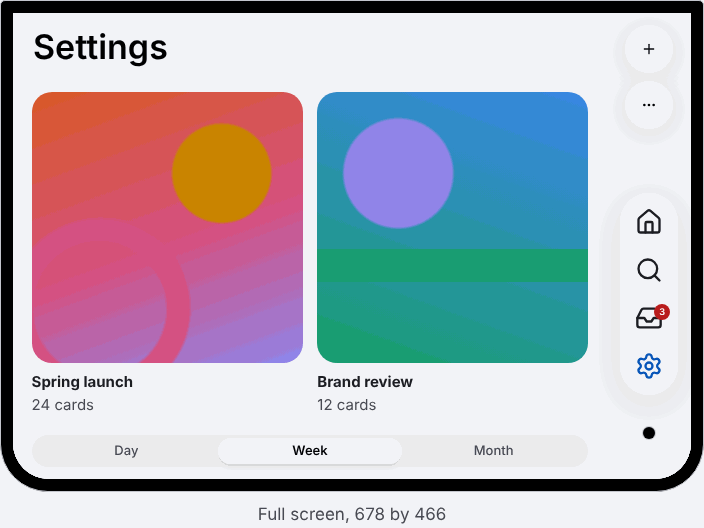 Settings
+
...
3
Spring launch
24 cards
Brand review
12 cards
Day
Week
Month
Full screen, 678 by 466